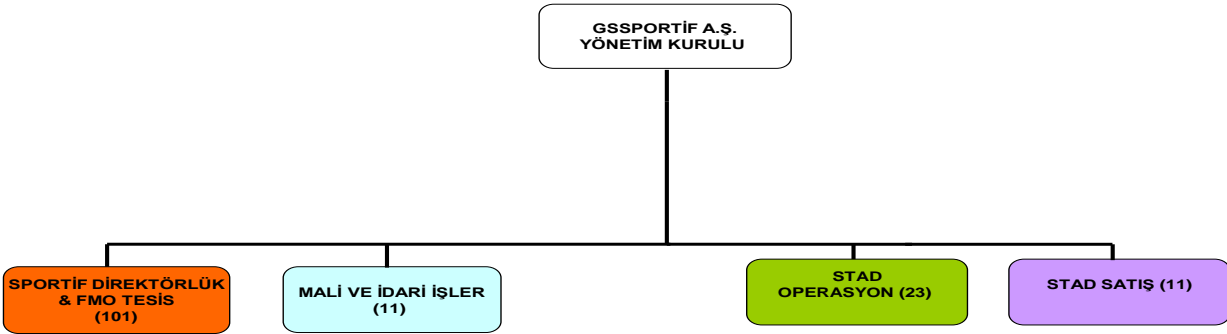 GSSPORTİF A.Ş.
YÖNETİM KURULU
SPORTİF DİREKTÖRLÜK
& FMO TESİS
(101)
MALİ VE İDARİ İŞLER
(11)
STAD
OPERASYON (23)
STAD SATIŞ (11)